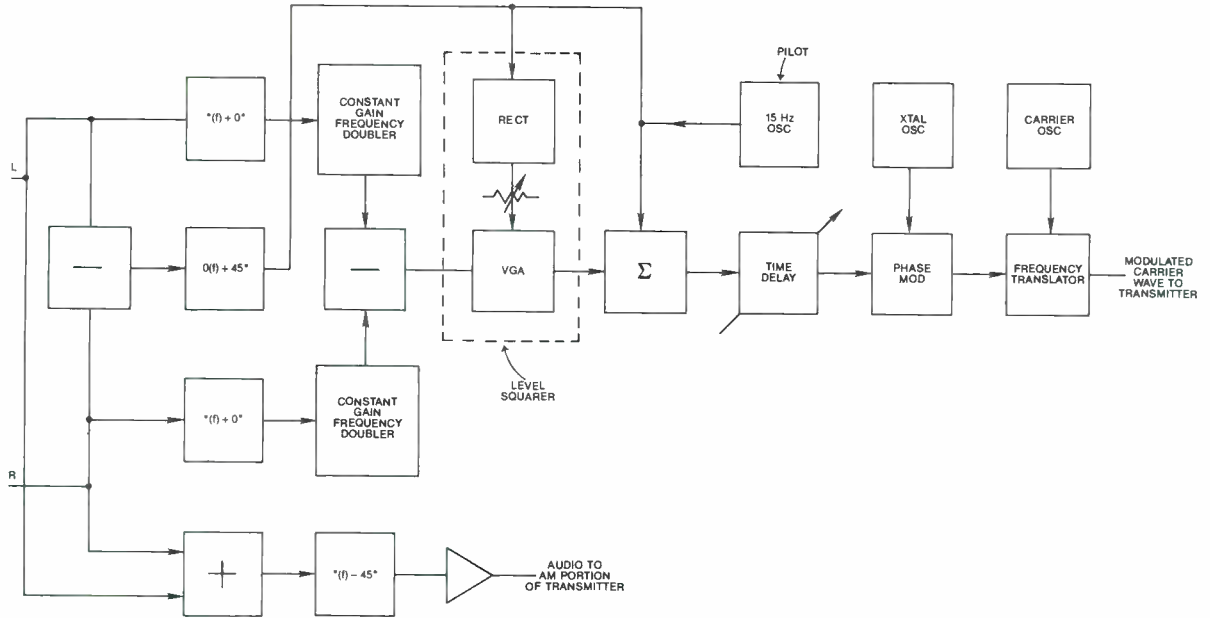 PILOT
"(f) + 0°
CONSTANT
GAIN
FREQUENCY
DOUBLER
RECT
15 Hz
OSC
XTAL
OSC
CARRIER
OSC
L
—
0(f) + 45°
—
VGA
Σ
TIME
DELAY
PHASE
MOD
FREQUENCY
TRANSLATOR
MODULATED
CARRIER
WAVE TO
TRANSMITTER
LEVEL
SQUARER
"(f) + 0"
CONSTANT
GAIN
FREQUENCY
DOUBLER
R
+
"(f) – 45°
AUDIO TO
AM PORTION
OF TRANSMITTER